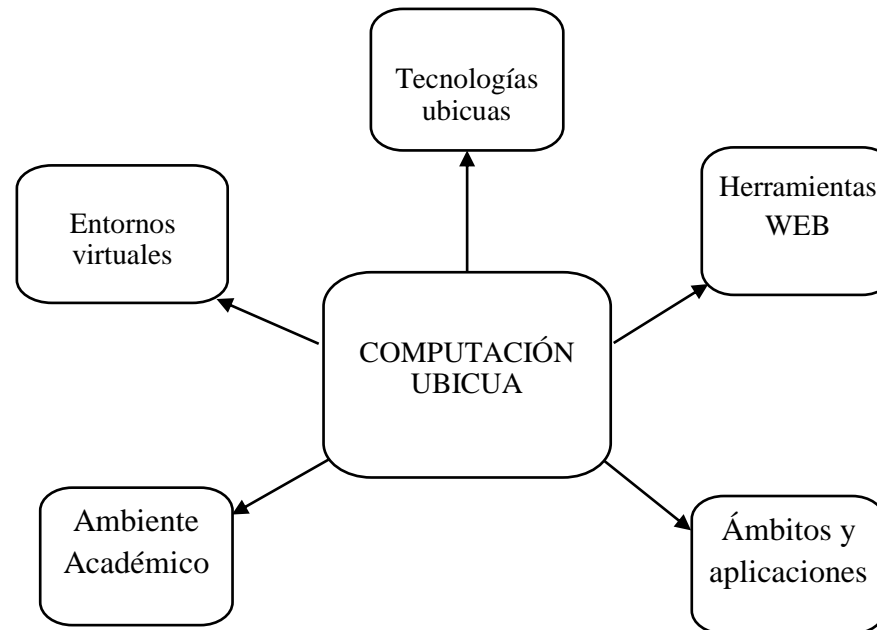 Tecnologías
ubicuas
Herramientas
WEB
Entornos
virtuales
COMPUTACIÓN
UBICUA
Ambiente
Académico
Ámbitos y
aplicaciones